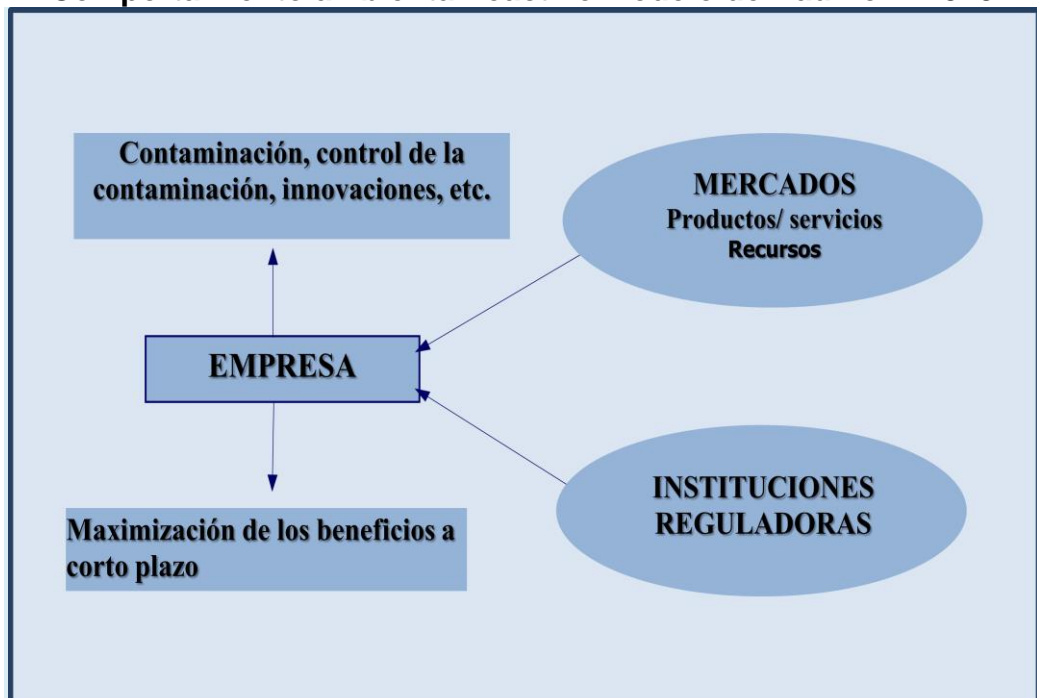 Contaminación, control de la
contaminación, innovaciones, etc.
MERCADOS
Productos/ servicios
Recursos
EMPRESA
INSTITUCIONES
REGULADORAS
Maximización de los beneficios a
corto plazo